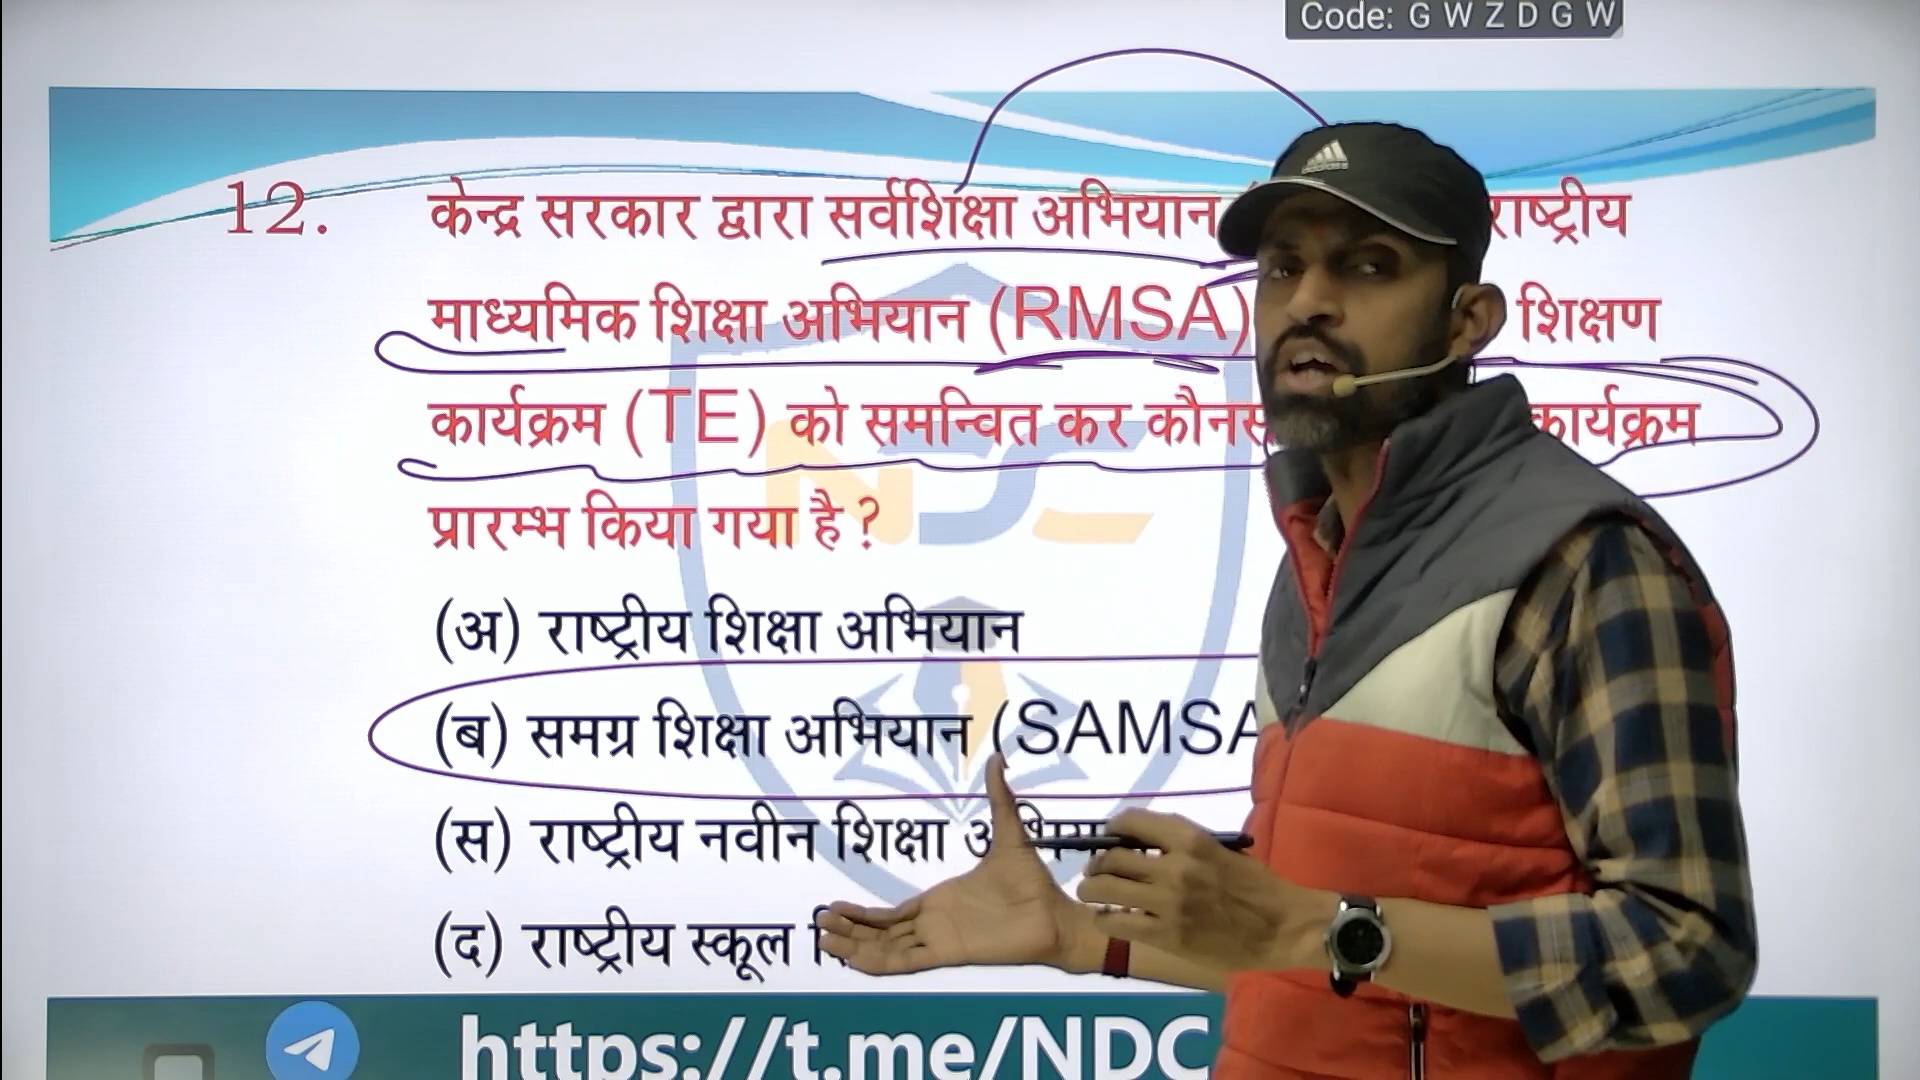 Code: G W Z D G W
12. केन्द्र सरकार द्वारा सर्वशिक्षा अभियान राष्ट्रीय
माध्यमिक शिक्षा अभियान (RMSA) शिक्षण
कार्यक्रम (TE) को समन्वित कर कार्यक्रम
प्रारम्भ किया गया है ?
(अ) राष्ट्रीय शिक्षा अभियान
(ब) समग्र शिक्षा अभियान (SAMSA
(स) राष्ट्रीय नवीन शिक्षा
(द) राष्ट्रीय स्कूल
NDC
https://t.me/NDC